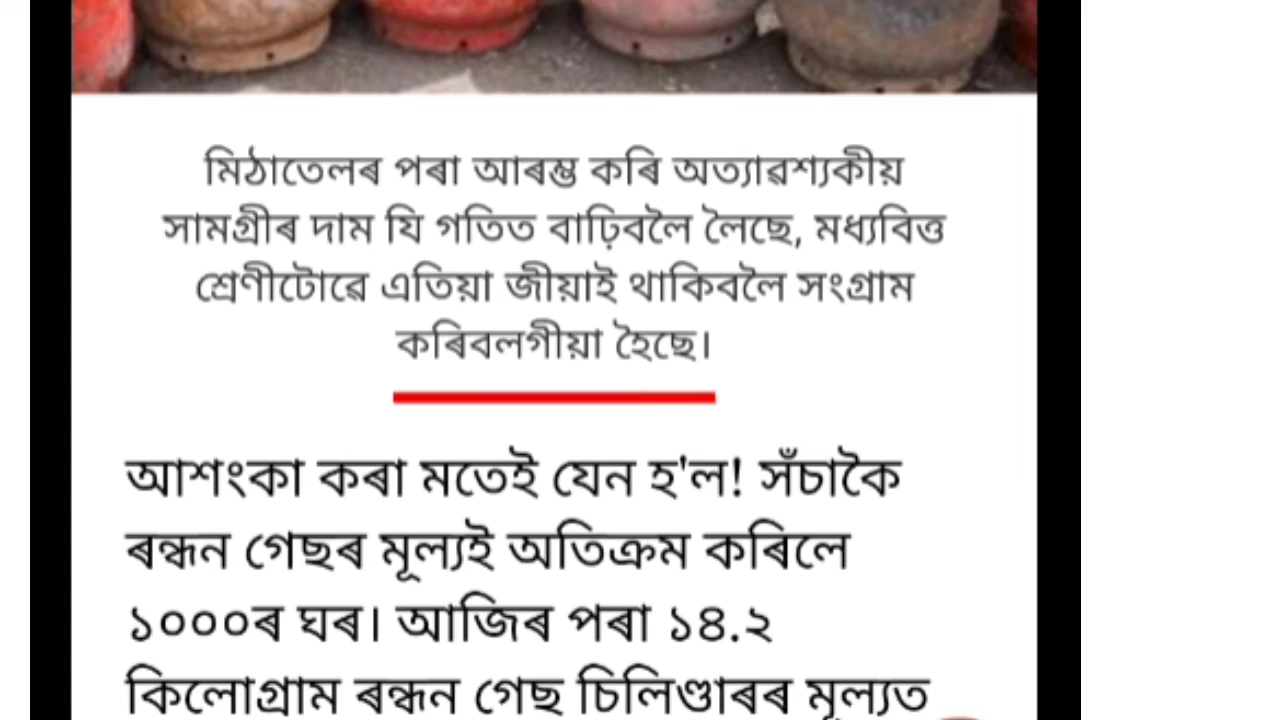 মিঠাতেলৰ পৰা আৰম্ভ কৰি অত্যাৱশ্যকীয়
সামগ্ৰীৰ দাম যি গতিত বাঢ়িবলৈ লৈছে, মধ্যবিত্ত
শ্ৰেণীটোৱে এতিয়া জীয়াই থাকিবলৈ সংগ্ৰাম
কৰিবলগীয়া হৈছে।
আশংকা কৰা মতেই যেন হ'ল! সঁচাকৈ
ৰন্ধন গেছৰ মূল্যই অতিক্ৰম কৰিলে
১০০০ৰ ঘৰ। আজিৰ পৰা ১৪.২
কিলোগ্ৰাম ৰন্ধন গেছ চিলিণ্ডাৰৰ মূল্যত